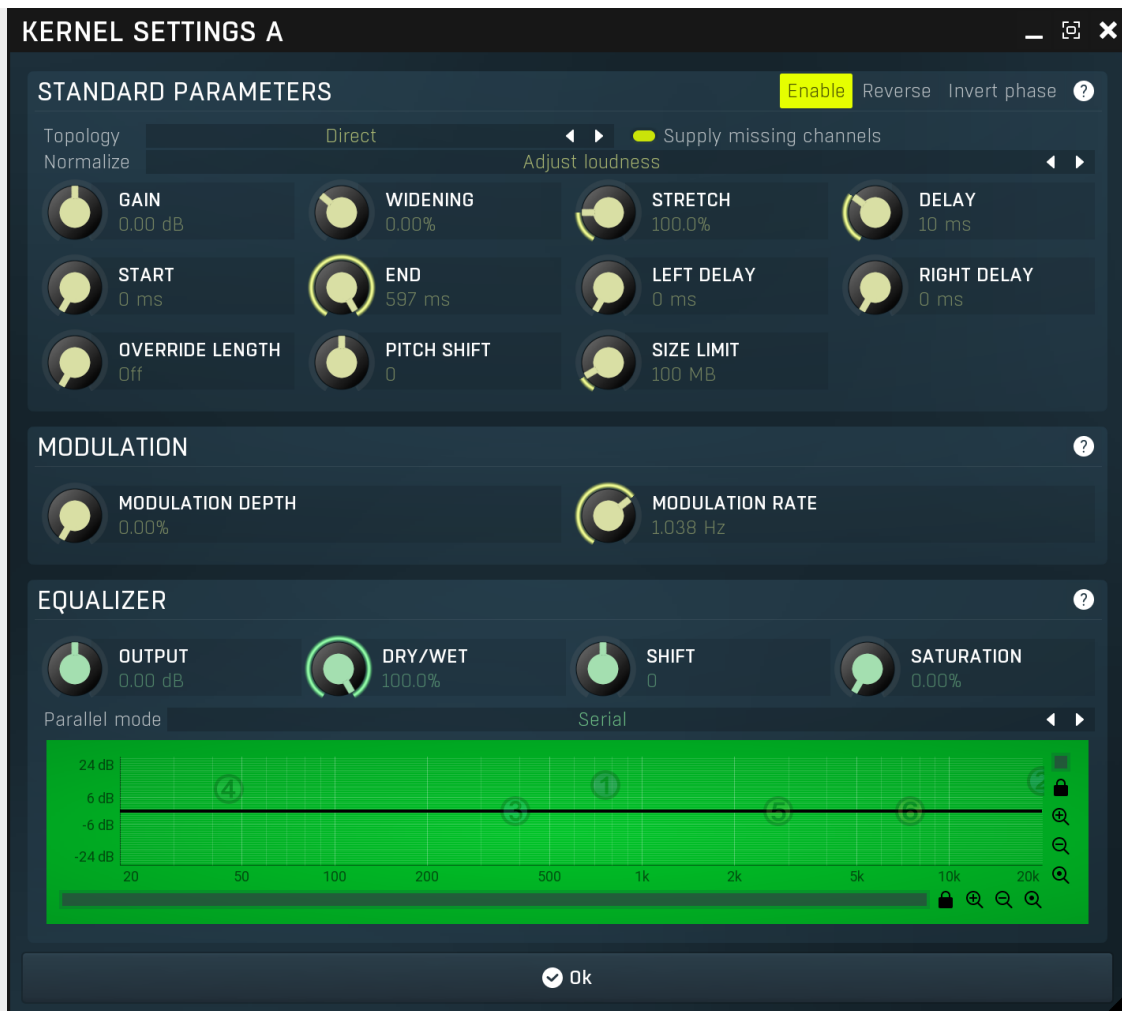 KERNEL SETTINGS A
STANDARD PARAMETERS Enable Reverse Invert phase ?
Topology Direct Supply missing channels
Normalize Adjust loudness
GAIN WIDENING STRETCH DELAY
0.00 dB 0.00% 100.0% 10 ms
START END LEFT DELAY RIGHT DELAY
0 ms 597 ms 0 ms 0 ms
OVERRIDE LENGTH PITCH SHIFT SIZE LIMIT
Off 0 100 MB
MODULATION ?
MODULATION DEPTH MODULATION RATE
0.00% 1.038 Hz
EQUALIZER ?
OUTPUT DRY/WET SHIFT SATURATION
0.00 dB 100.0% 0 0.00%
Parallel mode Serial
24 dB
4 1 2
6 dB
3 5 6
-6 dB
-24 dB
20 50 100 200 500 1k 2k 5k 10k 20k
Ok